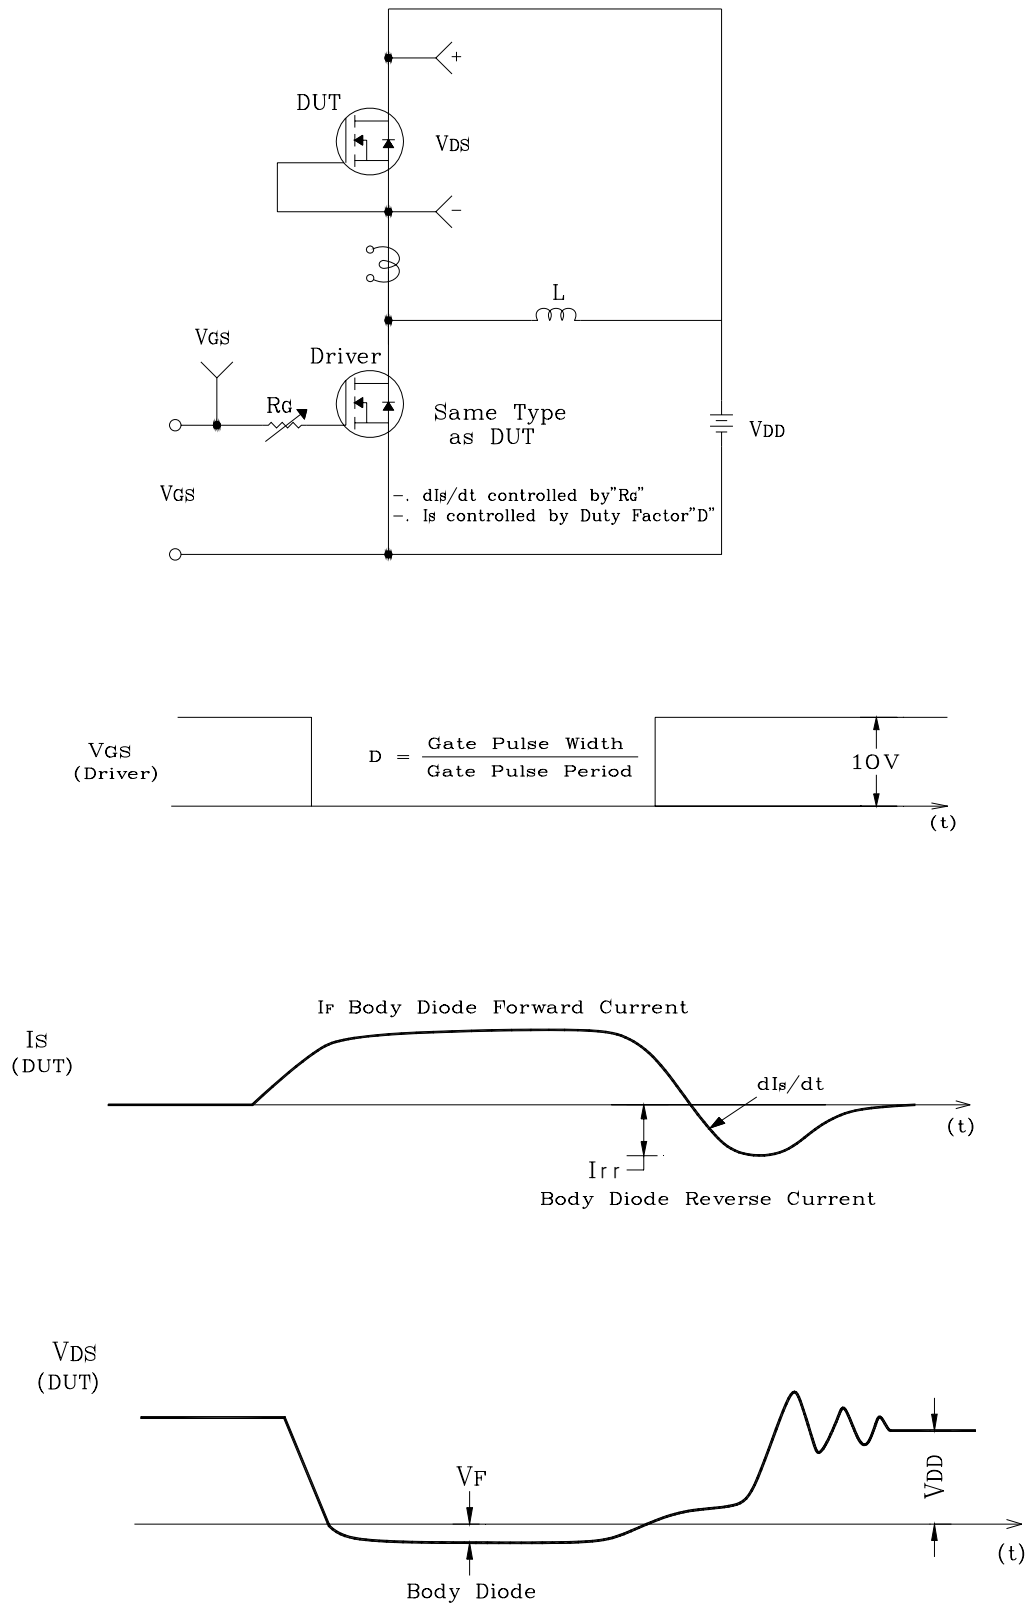 +
DUT
VDS
−
L
VGS
Driver
RG
Same Type
as DUT
VDD
VGS
−. dIs/dt controlled by"RG"
−. Is controlled by Duty Factor"D"
VGS
(Driver)
D = Gate Pulse Width
Gate Pulse Period
10V
(t)
IF Body Diode Forward Current
IS
(DUT)
dIs/dt
(t)
Irr
Body Diode Reverse Current
VDS
(DUT)
VF
VDD
(t)
Body Diode